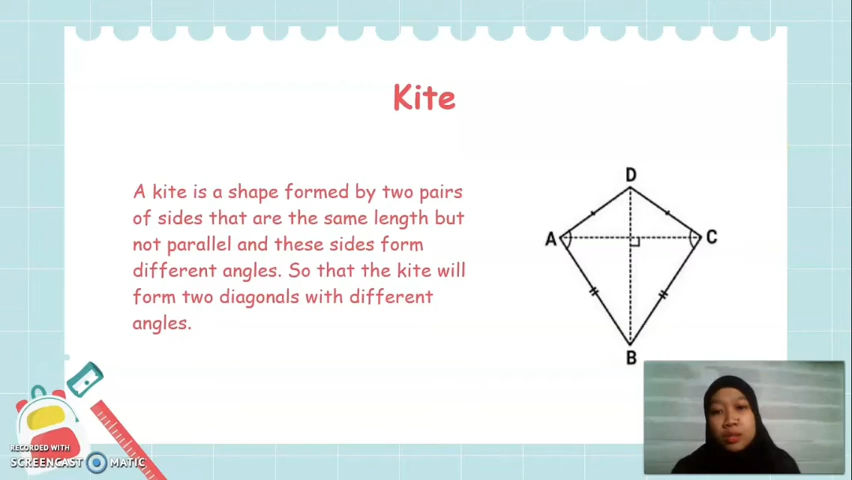 Kite
A kite is a shape formed by two pairs
of sides that are the same length but
not parallel and these sides form
different angles. So that the kite will
form two diagonals with different
angles.
D
A
C
B
RECORDED WITH
SCREENCAST MATIC